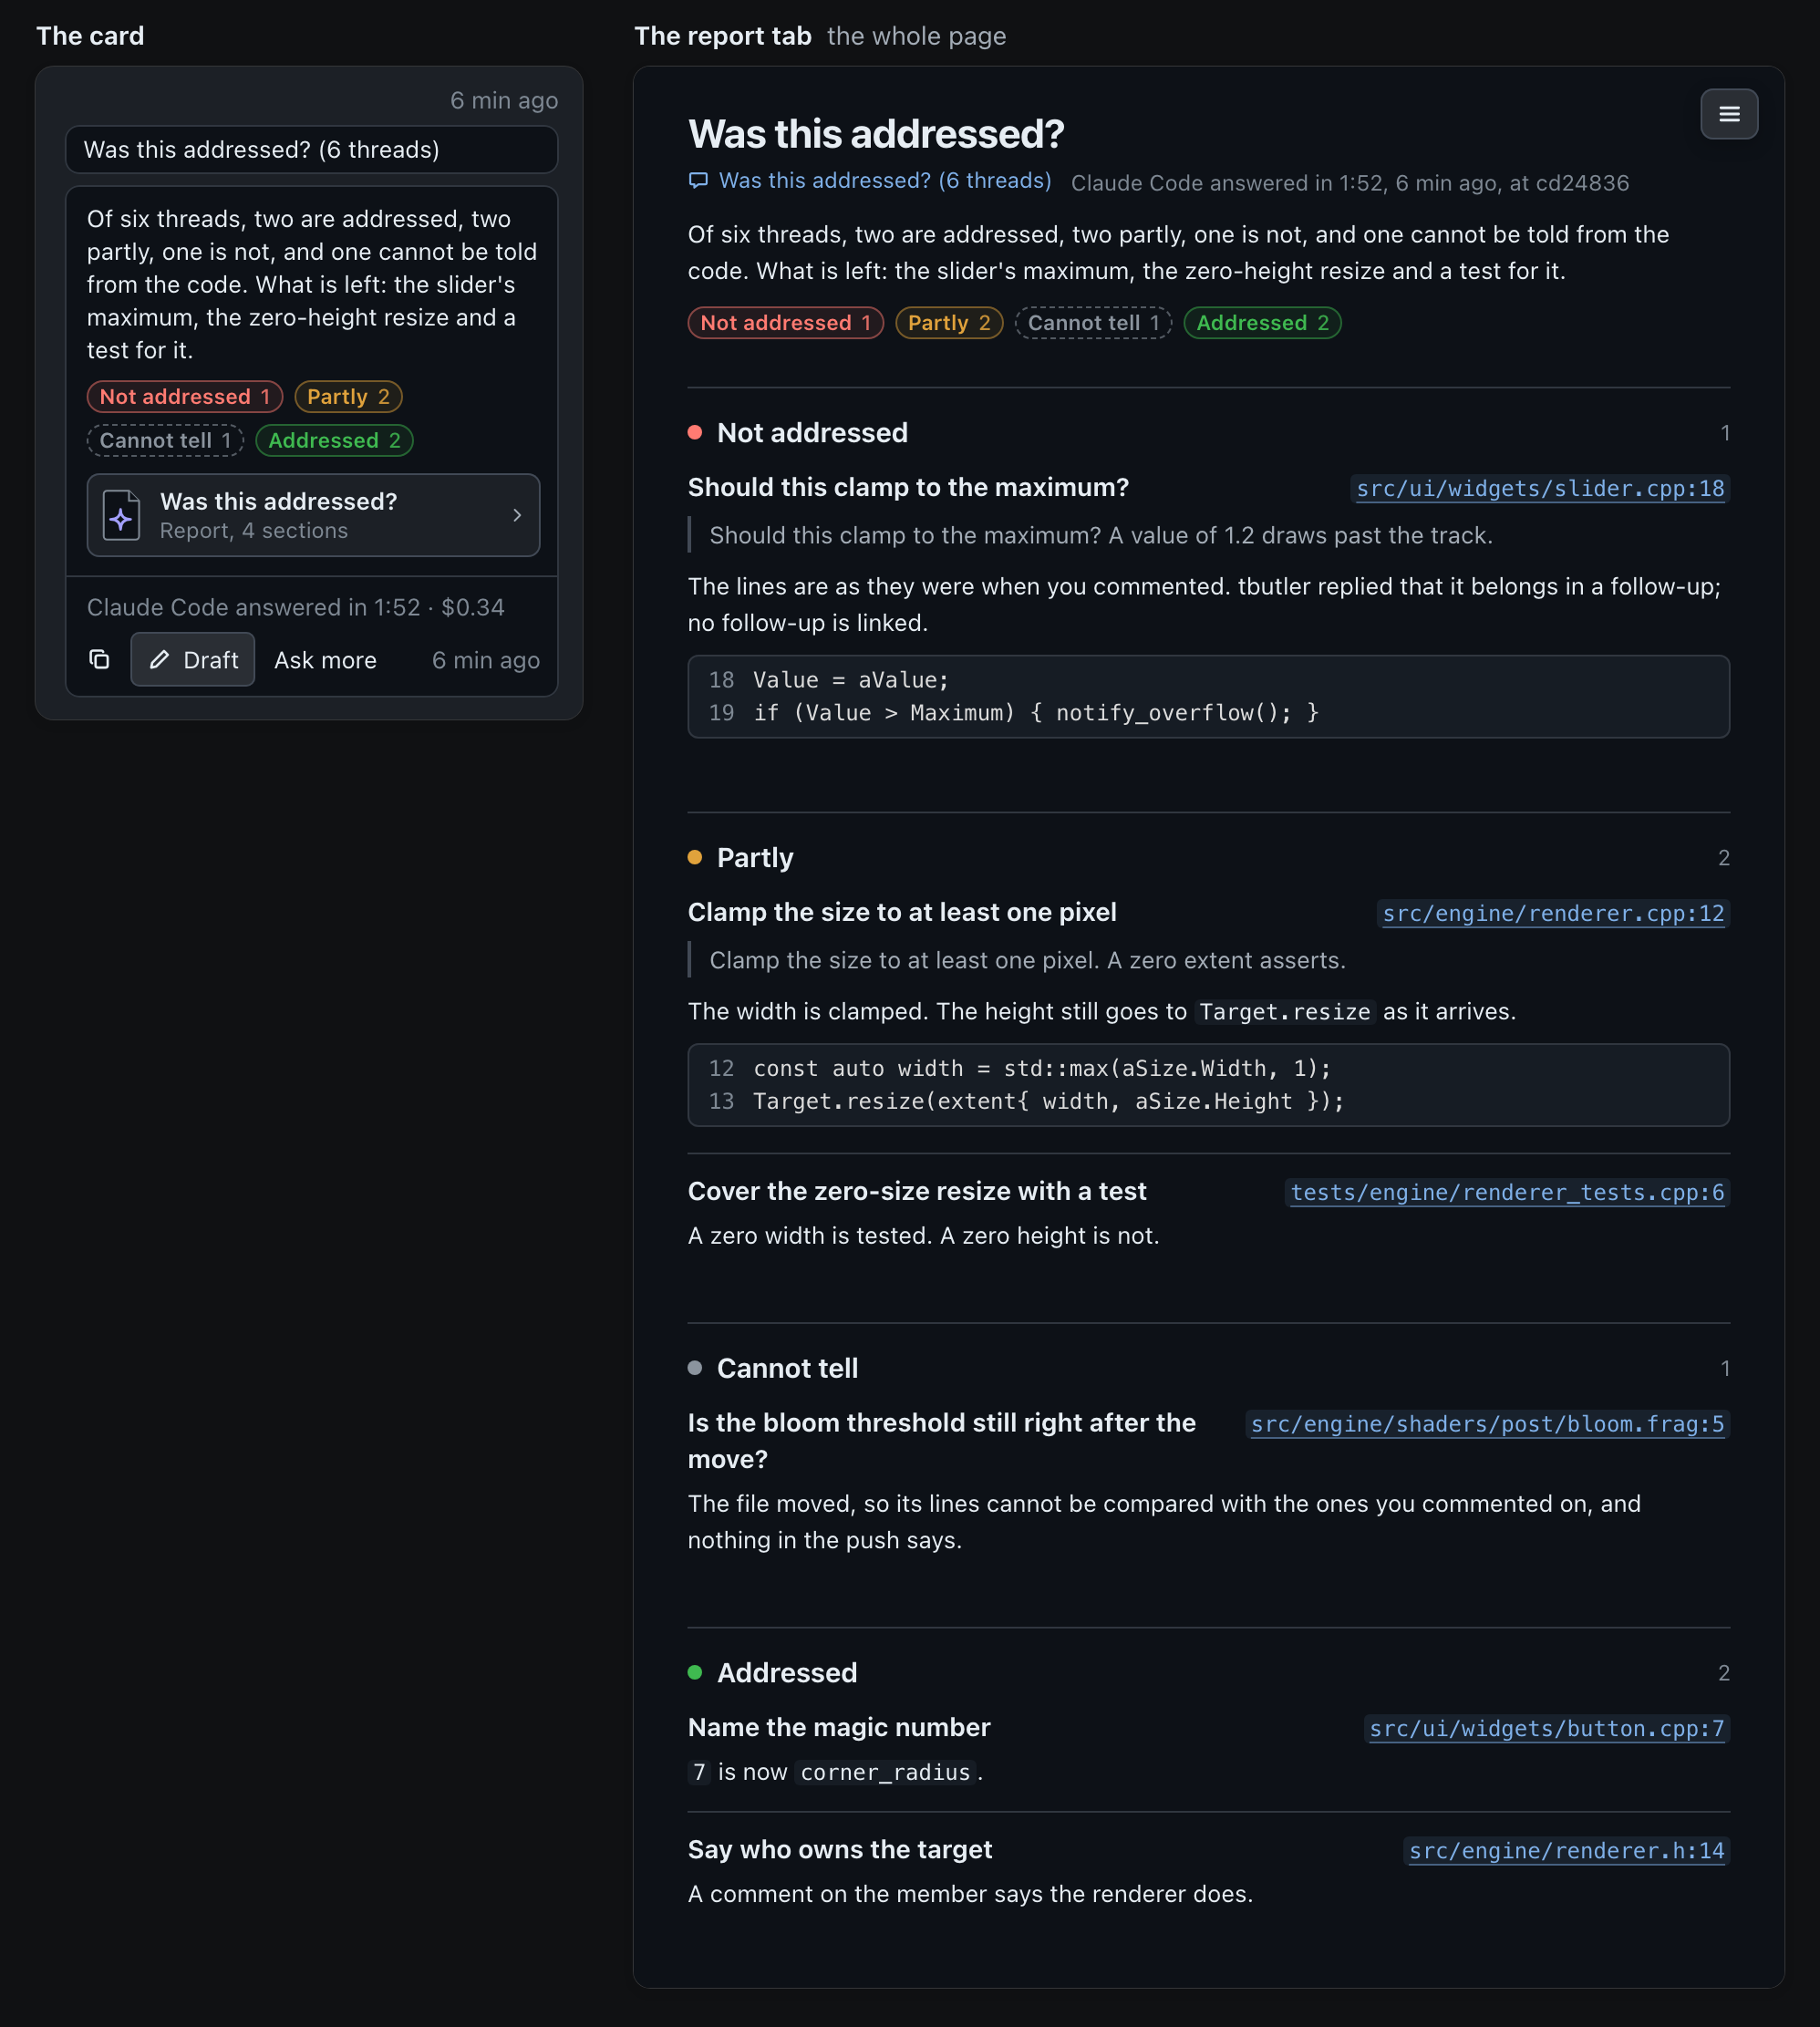 The card
6 min ago
Was this addressed? (6 threads)
Of six threads, two are addressed, two
partly, one is not, and one cannot be told
from the code. What is left: the slider's
maximum, the zero-height resize and a
test for it.
Not addressed 1
Partly 2
Cannot tell 1
Addressed 2
Was this addressed?
Report, 4 sections
Claude Code answered in 1:52 · $0.34
Draft
Ask more
6 min ago
The report tab the whole page
Was this addressed?
Was this addressed? (6 threads) Claude Code answered in 1:52, 6 min ago, at cd24836
Of six threads, two are addressed, two partly, one is not, and one cannot be told from the
code. What is left: the slider's maximum, the zero-height resize and a test for it.
Not addressed 1 Partly 2 Cannot tell 1 Addressed 2
Not addressed 1
Should this clamp to the maximum? src/ui/widgets/slider.cpp:18
Should this clamp to the maximum? A value of 1.2 draws past the track.
The lines are as they were when you commented. tbutler replied that it belongs in a follow-up;
no follow-up is linked.
18 Value = aValue;
19 if (Value > Maximum) { notify_overflow(); }
Partly 2
Clamp the size to at least one pixel src/engine/renderer.cpp:12
Clamp the size to at least one pixel. A zero extent asserts.
The width is clamped. The height still goes to Target.resize as it arrives.
12 const auto width = std::max(aSize.Width, 1);
13 Target.resize(extent{ width, aSize.Height });
Cover the zero-size resize with a test tests/engine/renderer_tests.cpp:6
A zero width is tested. A zero height is not.
Cannot tell 1
Is the bloom threshold still right after the src/engine/shaders/post/bloom.frag:5
move?
The file moved, so its lines cannot be compared with the ones you commented on, and
nothing in the push says.
Addressed 2
Name the magic number src/ui/widgets/button.cpp:7
7 is now corner_radius.
Say who owns the target src/engine/renderer.h:14
A comment on the member says the renderer does.